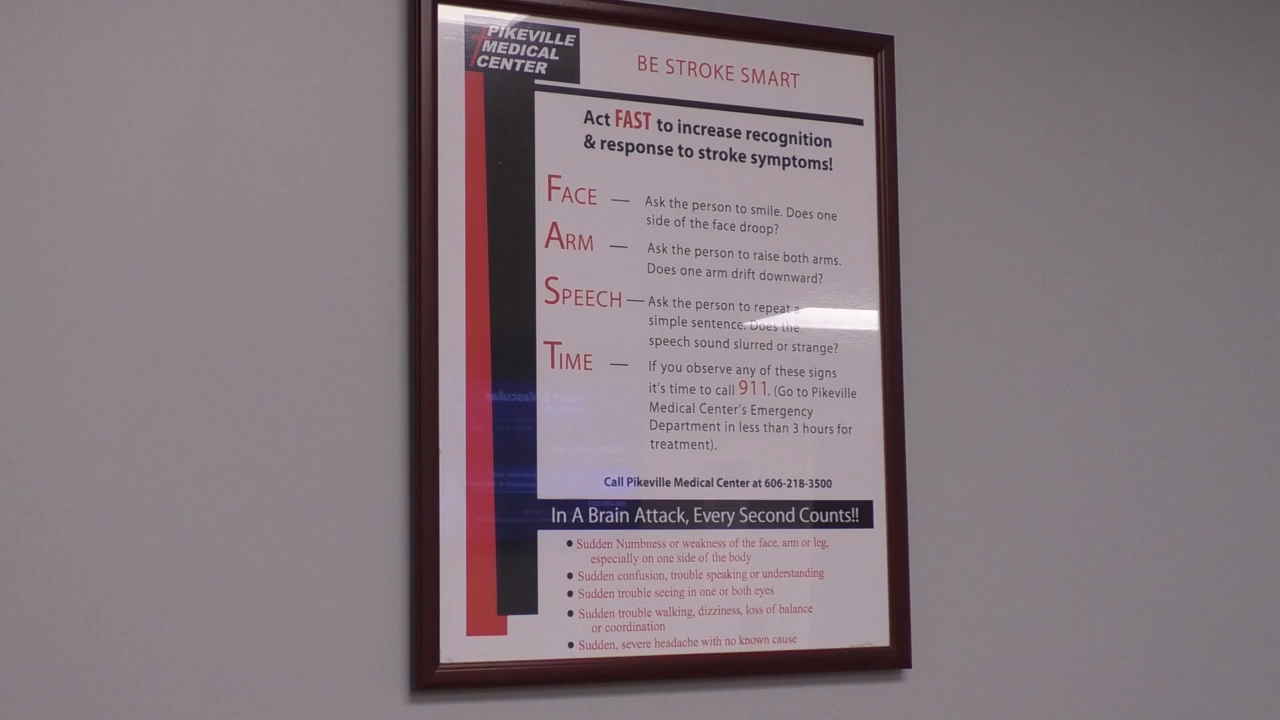 PIKEVILLE
MEDICAL
CENTER
BE STROKE SMART
Act FAST to increase recognition
& response to stroke symptoms!
FACE — Ask the person to smile. Does one
side of the face droop?
ARM — Ask the person to raise both arms.
Does one arm drift downward?
SPEECH — Ask the person to repeat a
simple sentence. Does the
speech sound slurred or strange?
TIME — If you observe any of these signs
it's time to call 911. (Go to Pikeville
Medical Center's Emergency
Department in less than 3 hours for
treatment).
Call Pikeville Medical Center at 606-218-3500
In A Brain Attack, Every Second Counts!!
• Sudden Numbness or weakness of the face, arm or leg,
especially on one side of the body
• Sudden confusion, trouble speaking or understanding
• Sudden trouble seeing in one or both eyes
• Sudden trouble walking, dizziness, loss of balance
or coordination
• Sudden, severe headache with no known cause